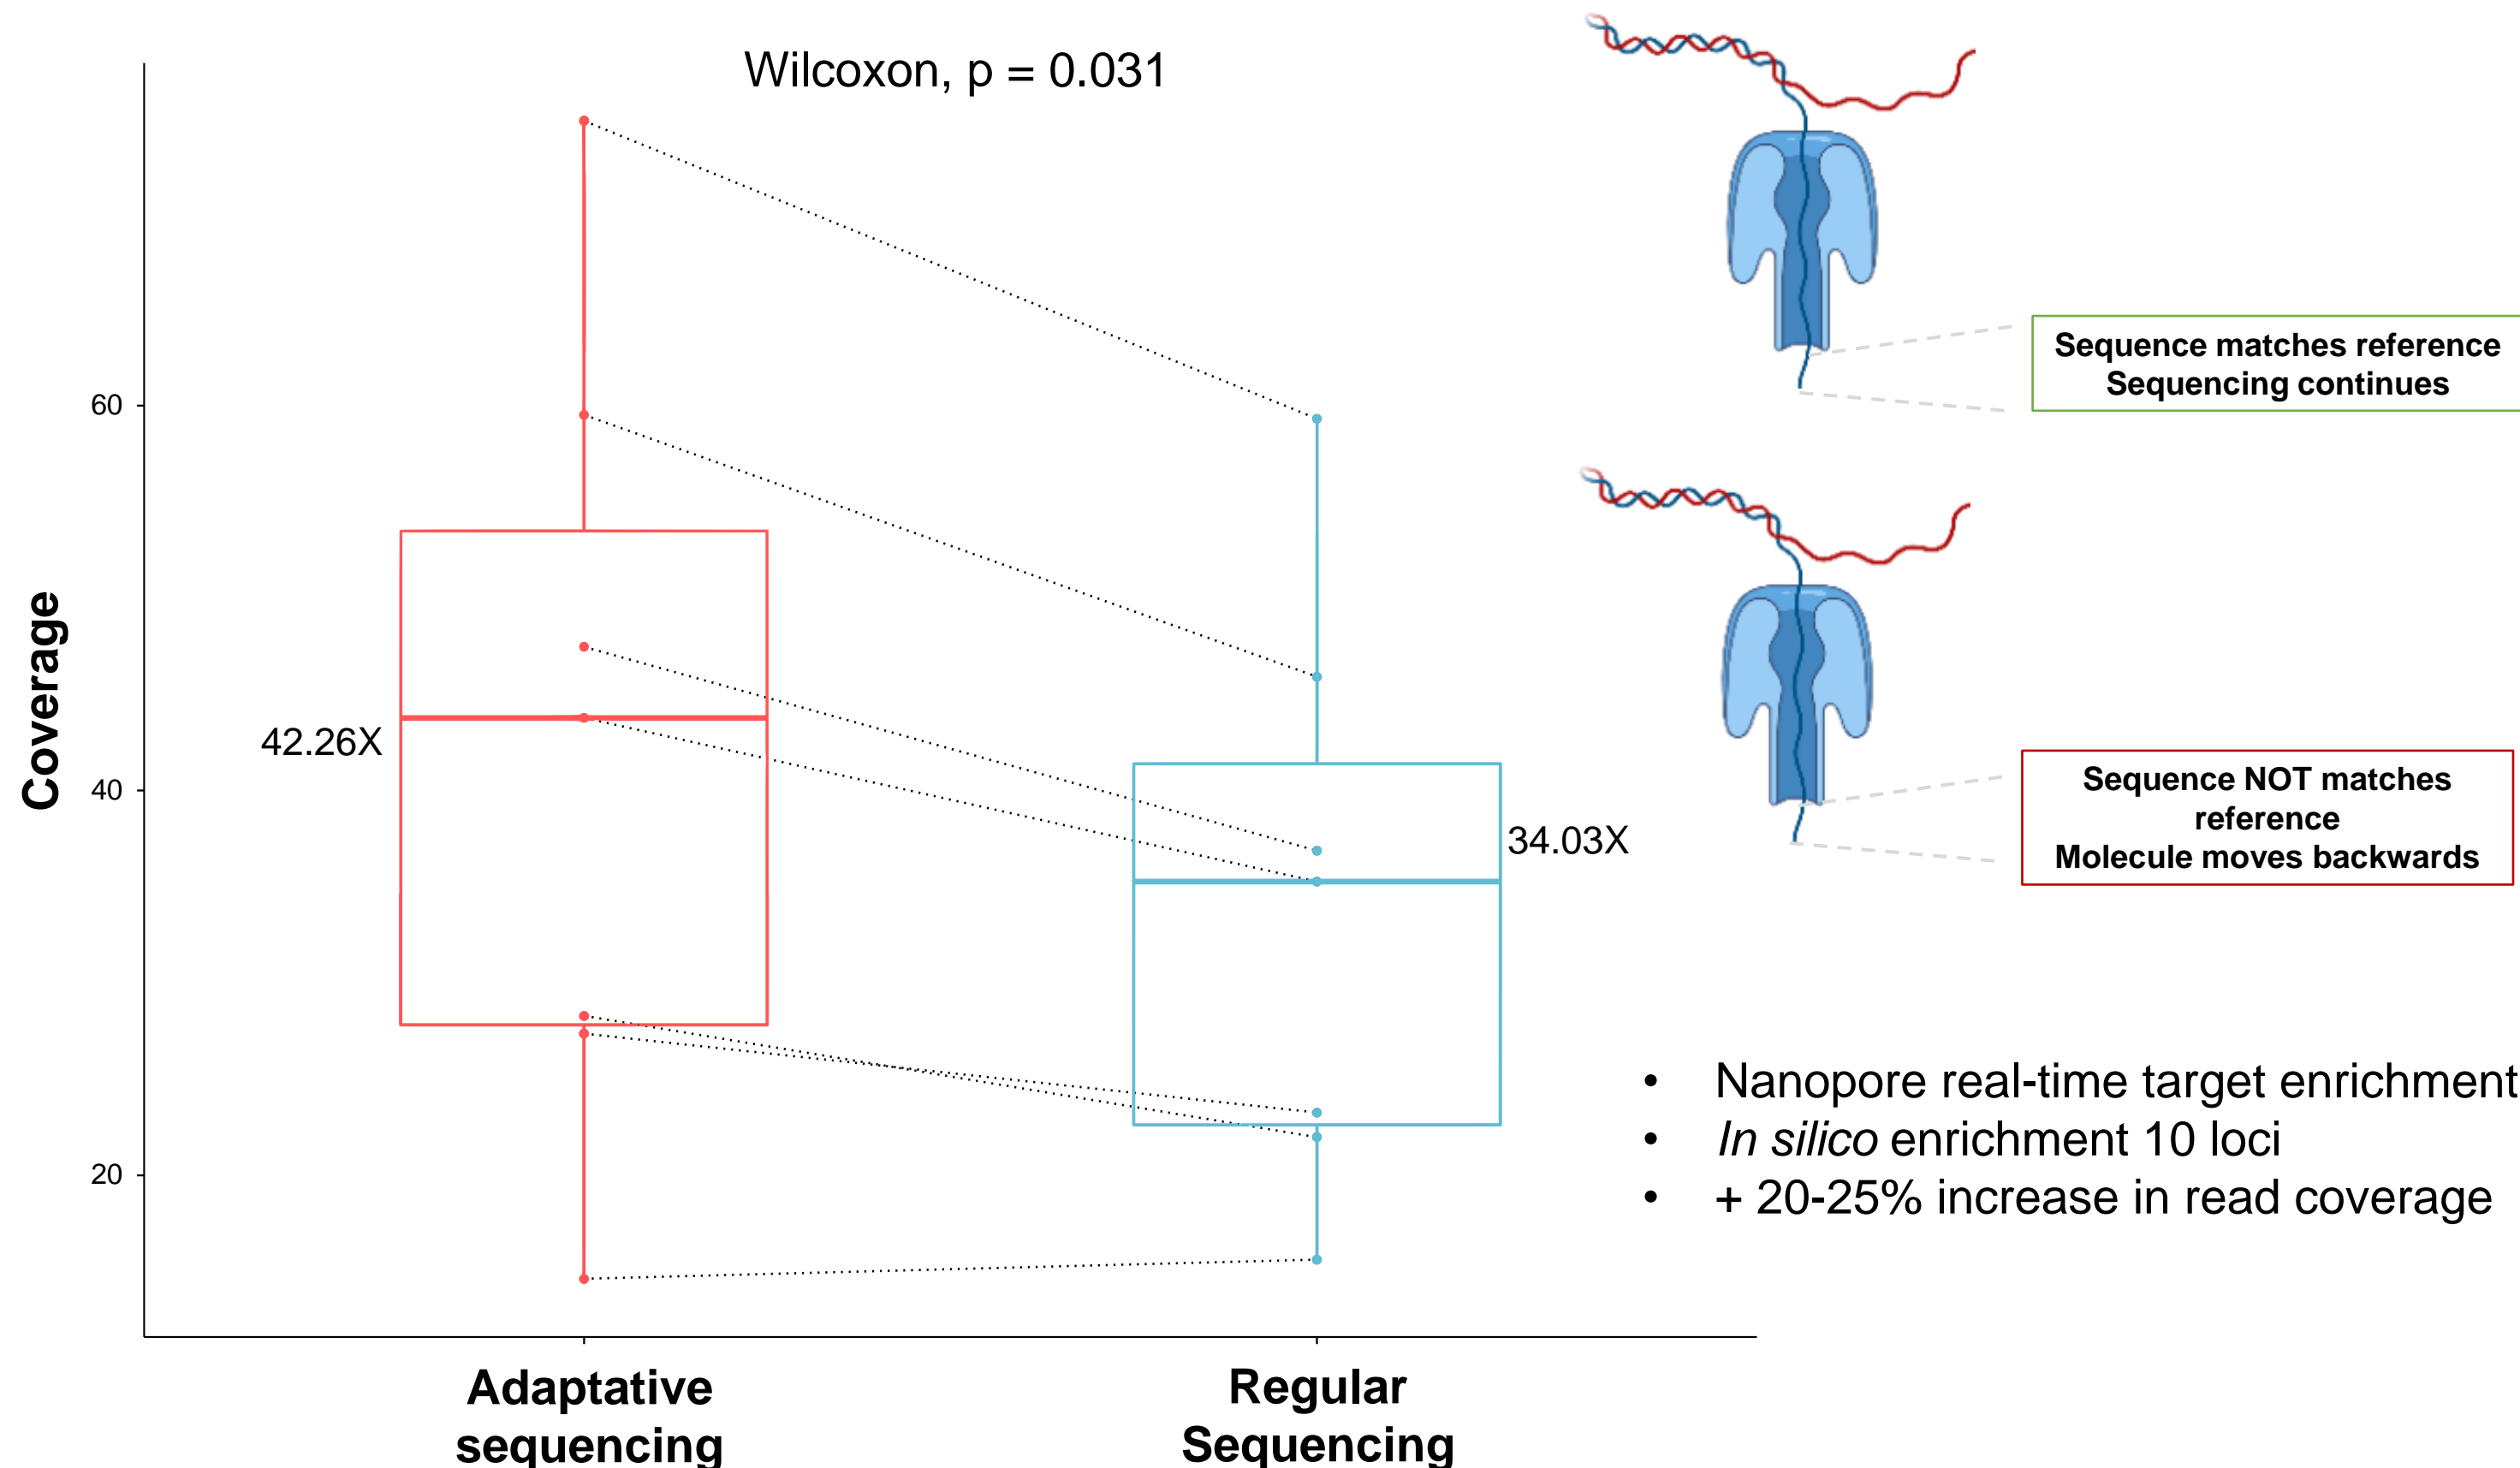 Wilcoxon, p = 0.031
Coverage
60
40
20
42.26X
34.03X
Adaptative
sequencing
Regular
Sequencing
Sequence matches reference
Sequencing continues
Sequence NOT matches
reference
Molecule moves backwards
• Nanopore real-time target enrichment
• In silico enrichment 10 loci
• + 20-25% increase in read coverage